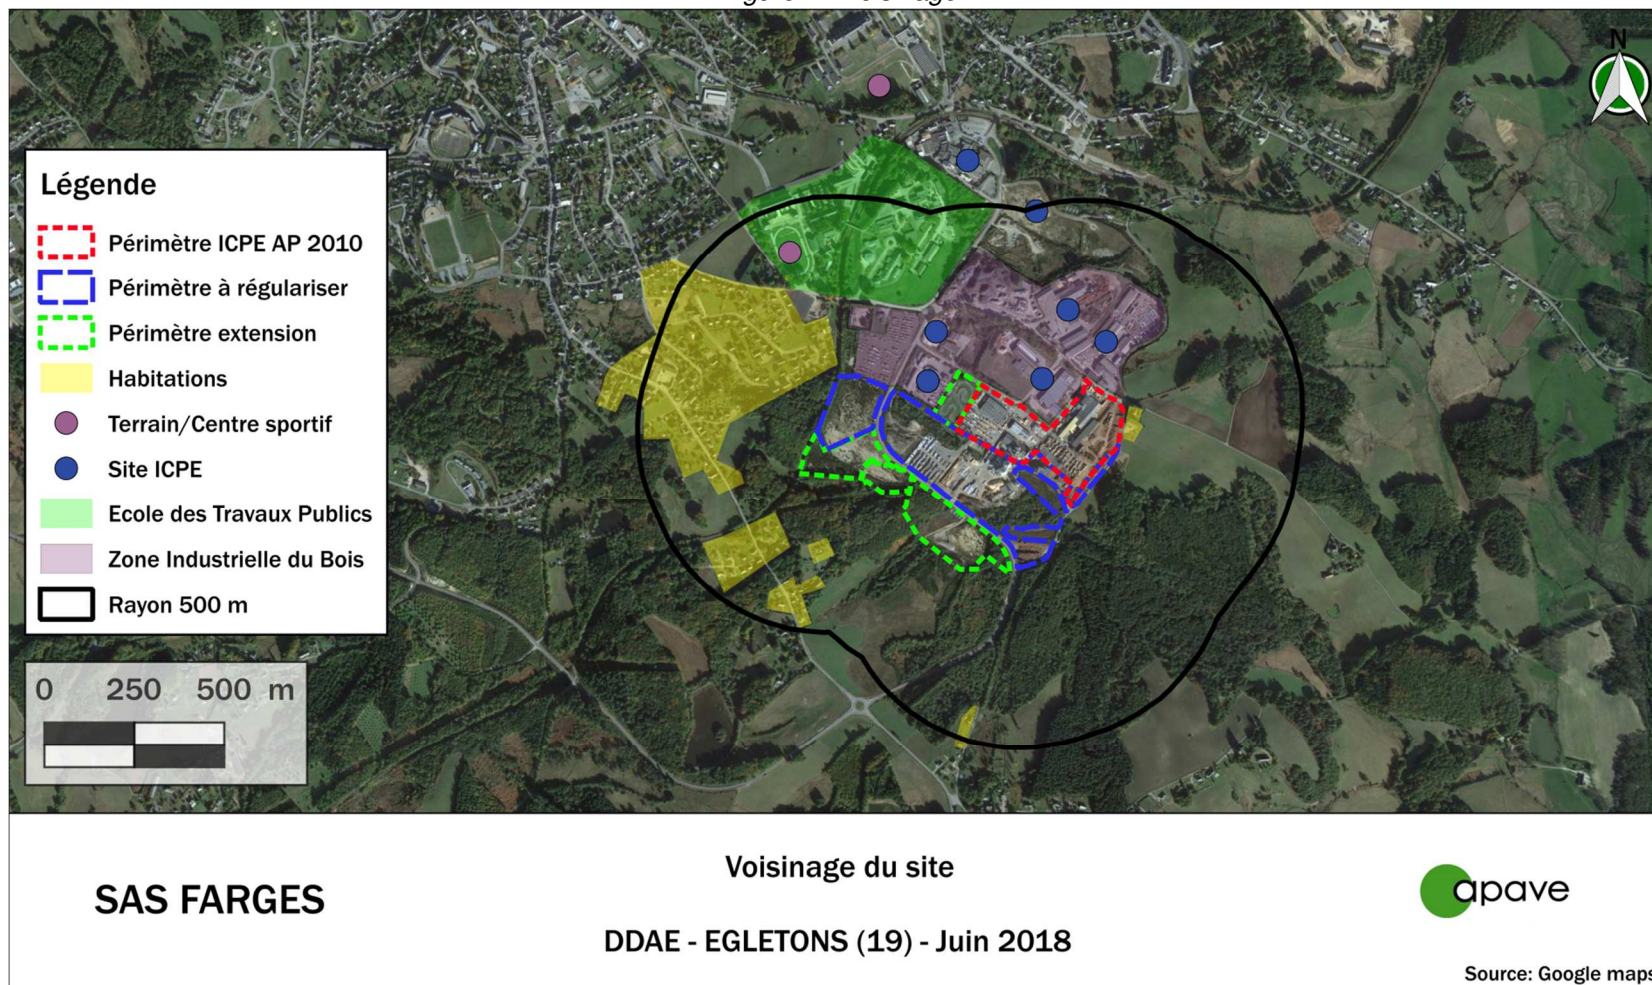 N
Légende
Périmètre ICPE AP 2010
Périmètre à régulariser
Périmètre extension
Habitations
Terrain/Centre sportif
Site ICPE
Ecole des Travaux Publics
Zone Industrielle du Bois
Rayon 500 m
0 250 500 m
Voisinage du site
SAS FARGES
apave
DDAE - EGLETONS (19) - Juin 2018
Source: Google maps